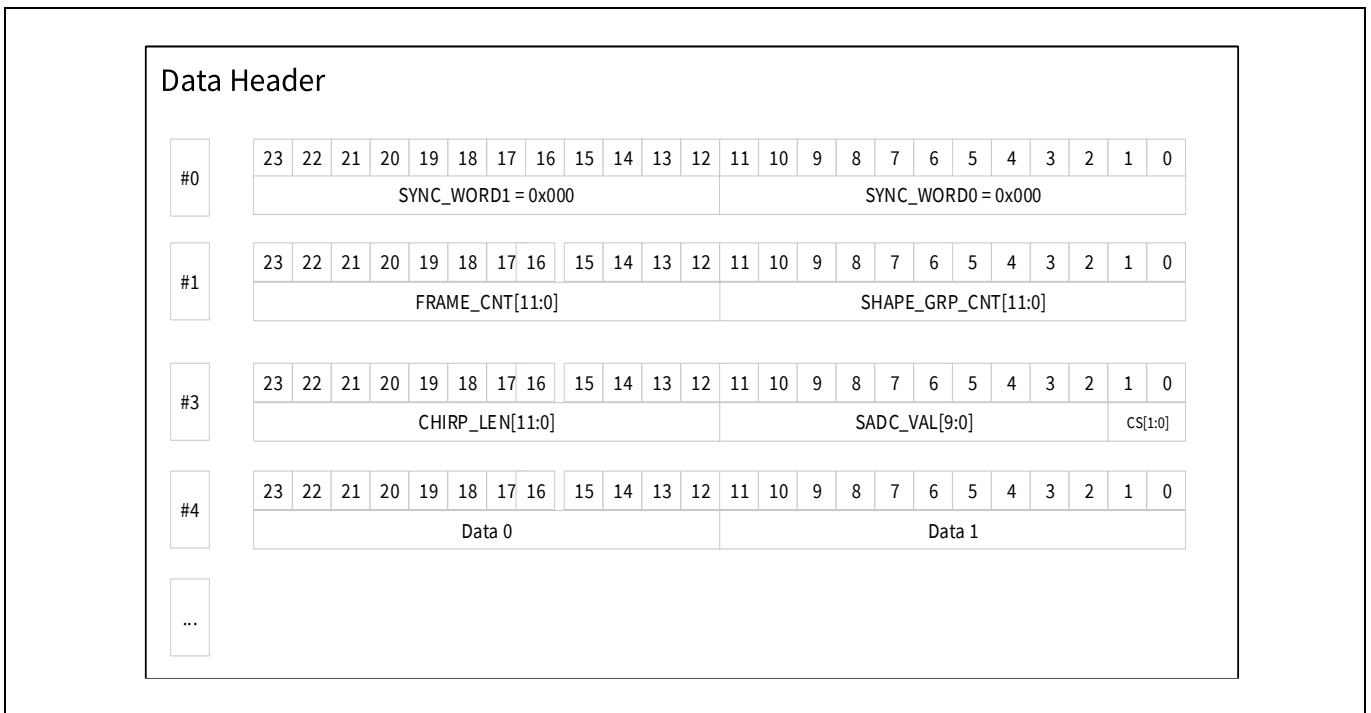 Data Header
#0
23 22 21 20 19 18 17 16 15 14 13 12 11 10 9 8 7 6 5 4 3 2 1 0
SYNC_WORD1 = 0x000 SYNC_WORD0 = 0x000
#1
23 22 21 20 19 18 17 16 15 14 13 12 11 10 9 8 7 6 5 4 3 2 1 0
FRAME_CNT[11:0] SHAPE_GRP_CNT[11:0]
#3
23 22 21 20 19 18 17 16 15 14 13 12 11 10 9 8 7 6 5 4 3 2 1 0
CHIRP_LEN[11:0] SADC_VAL[9:0] CS[1:0]
#4
23 22 21 20 19 18 17 16 15 14 13 12 11 10 9 8 7 6 5 4 3 2 1 0
Data 0 Data 1
...